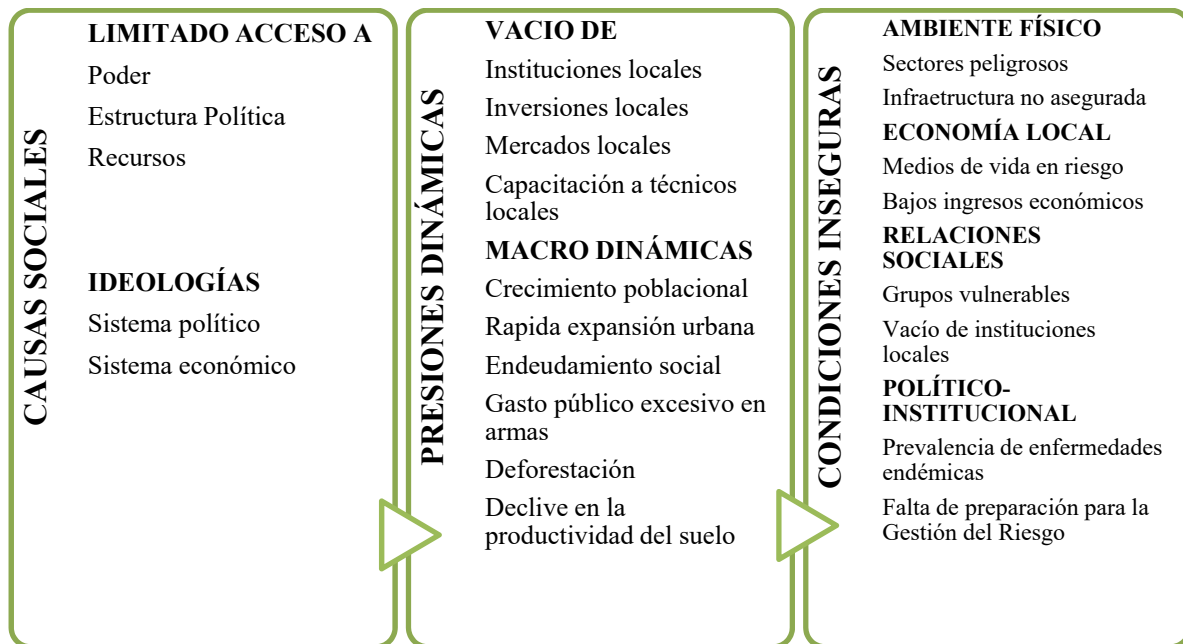 CAUSAS SOCIALES
LIMITADO ACCESO A
Poder
Estructura Política
Recursos
IDEOLOGÍAS
Sistema político
Sistema económico
PRESIONES DINÁMICAS
VACIO DE
Instituciones locales
Inversiones locales
Mercados locales
Capacitación a técnicos
locales
MACRO DINÁMICAS
Crecimiento poblacional
Rapida expansión urbana
Endeudamiento social
Gasto público excesivo en
armas
Deforestación
Declive en la
productividad del suelo
CONDICIONES INSEGURAS
AMBIENTE FÍSICO
Sectores peligrosos
Infraetructura no asegurada
ECONOMÍA LOCAL
Medios de vida en riesgo
Bajos ingresos económicos
RELACIONES
SOCIALES
Grupos vulnerables
Vacío de instituciones
locales
POLÍTICO-
INSTITUCIONAL
Prevalencia de enfermedades
endémicas
Falta de preparación para la
Gestión del Riesgo